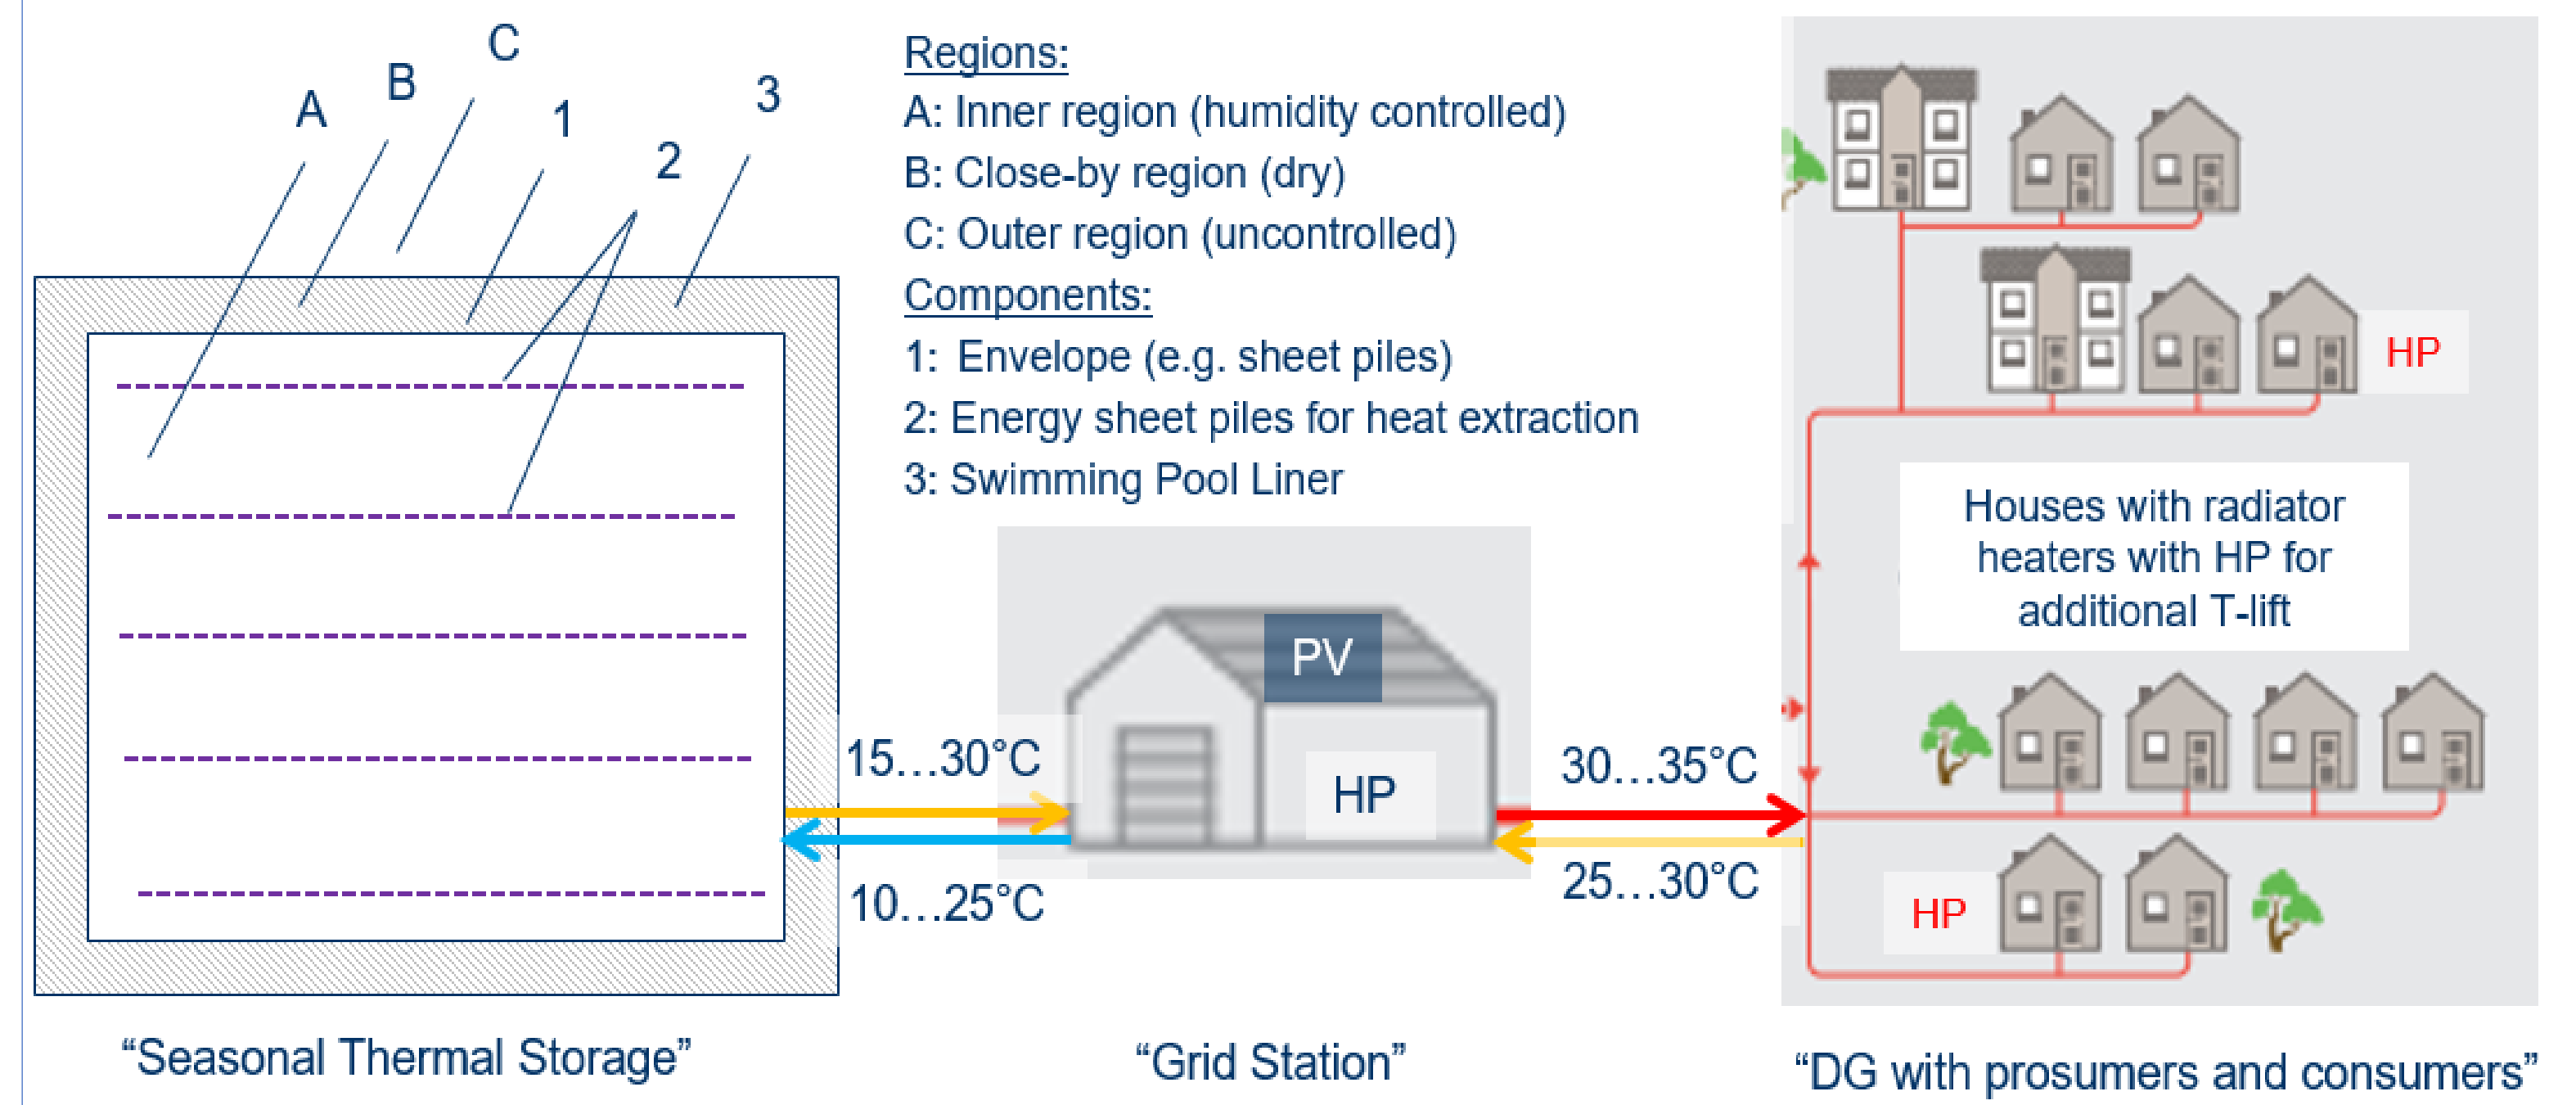 A
B
C
1
2
3
Regions:
A: Inner region (humidity controlled)
B: Close-by region (dry)
C: Outer region (uncontrolled)
Components:
1: Envelope (e.g. sheet piles)
2: Energy sheet piles for heat extraction
3: Swimming Pool Liner
PV
HP
15…30°C
10…25°C
30…35°C
25…30°C
HP
Houses with radiator
heaters with HP for
additional T-lift
HP
“Seasonal Thermal Storage”
“Grid Station”
“DG with prosumers and consumers”